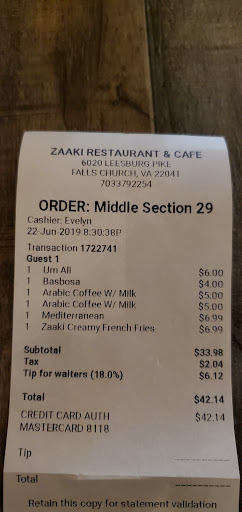 ZAAKI RESTAURANT & CAFE
6020 LEESBURG PIKE
FALLS CHURCH, VA 22041
7033792254
ORDER: Middle Section 29
Cashier: Evelyn
22-Jun-2019 8:30:38P
Transaction 1722741
Guest 1
1 Um Ali $6.00
1 Basbosa $4.00
1 Arabic Coffee W/ Milk $5.00
1 Arabic Coffee W/ Milk $5.00
1 Mediterranean $6.99
1 Zaaki Creamy French Fries $6.99
Subtotal $33.98
Tax $2.04
Tip for waiters (18.0%) $6.12
Total $42.14
CREDIT CARD AUTH $42.14
MASTERCARD 8118
Tip
Total
Retain this copy for statement validation